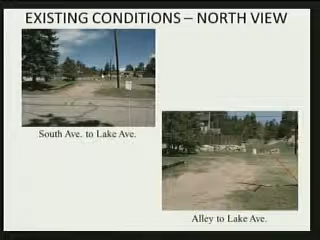 EXISTING CONDITIONS – NORTH VIEW
South Ave. to Lake Ave.
Alley to Lake Ave.